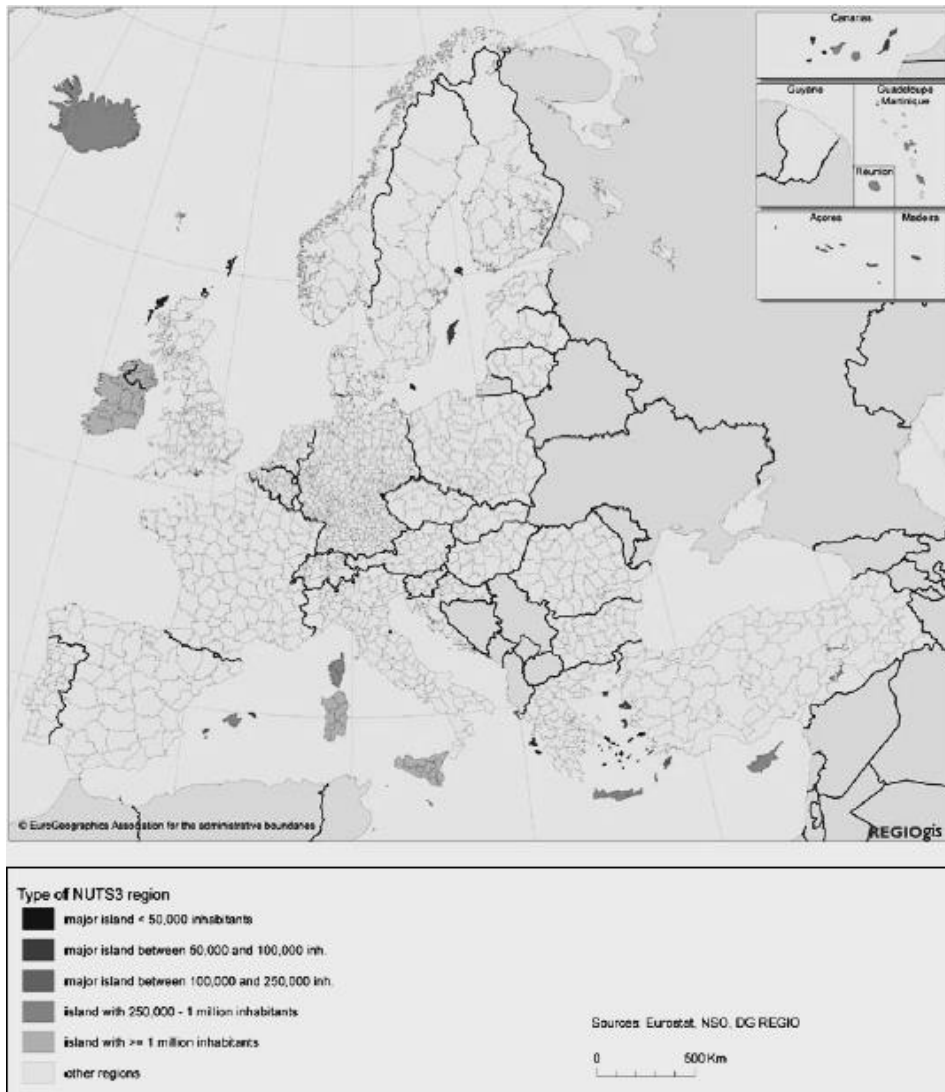 Canarias
Guyane
Guadeloupe
Martinique
Réunion
Açores
Madeira
© EuroGeographics Association for the administrative boundaries
REGIOgis
Type of NUTS3 region
major island < 50,000 inhabitants
major island between 50,000 and 100,000 inh.
major island between 100,000 and 250,000 inh.
island with 250,000 - 1 million inhabitants
island with >= 1 million inhabitants
other regions
Sources: Eurostat, NSO, DG REGIO
0 500 Km